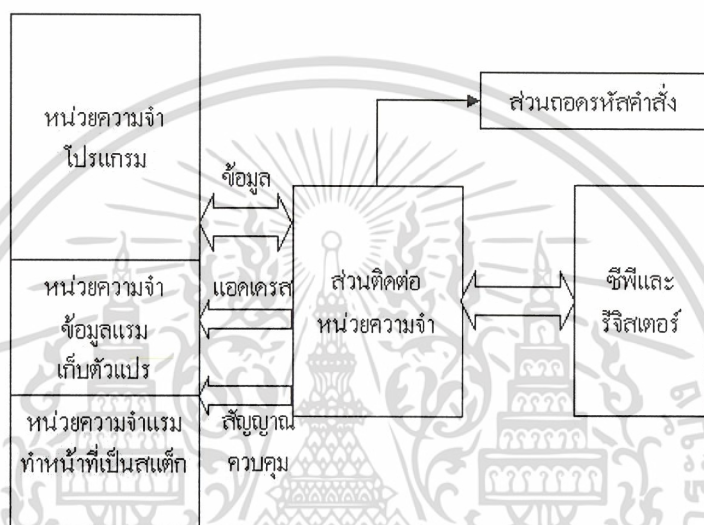 หน่วยความจำ
โปรแกรม
ส่วนถอดรหัสคำสั่ง
ข้อมูล
แอดเดรส
สัญญาณ
ควบคุม
หน่วยความจำ
ข้อมูลแรม
เก็บตัวแปร
หน่วยความจำแรม
ทำหน้าที่เป็นสแต็ก
ส่วนติดต่อ
หน่วยความจำ
ซีพีและ
รีจิสเตอร์